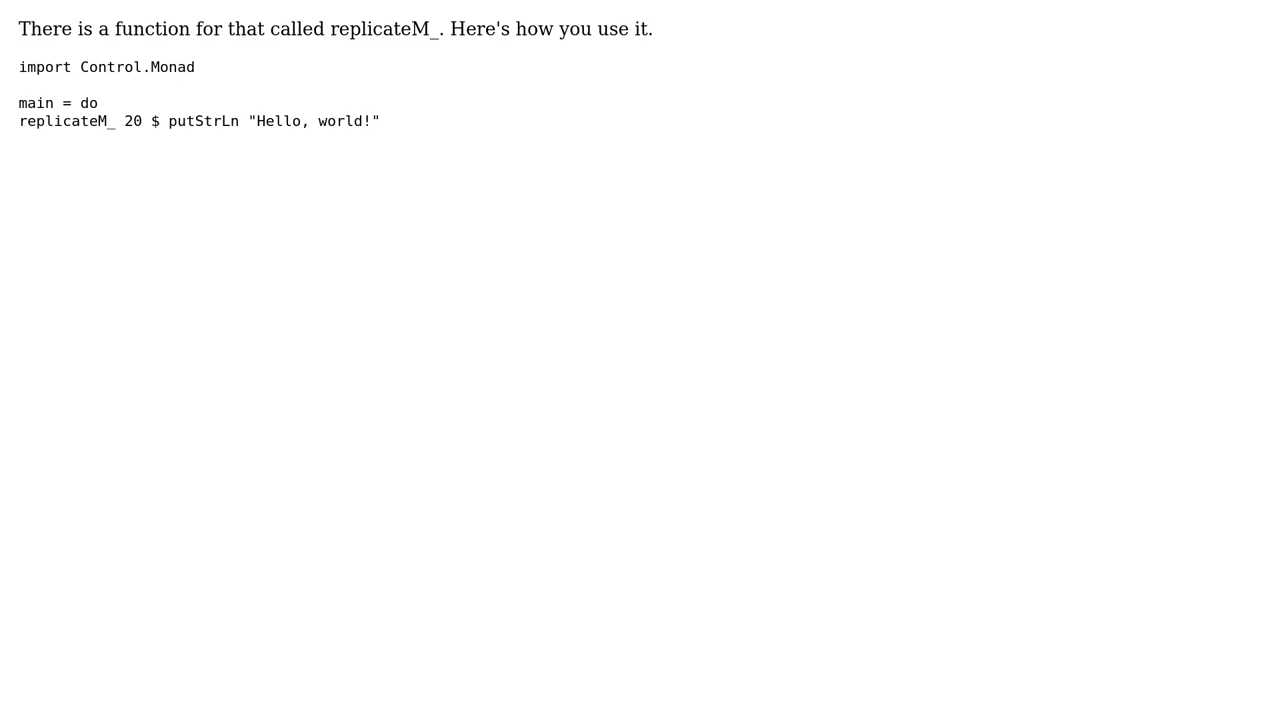 There is a function for that called replicateM_. Here's how you use it.
import Control.Monad
main = do
replicateM_ 20 $ putStrLn "Hello, world!"